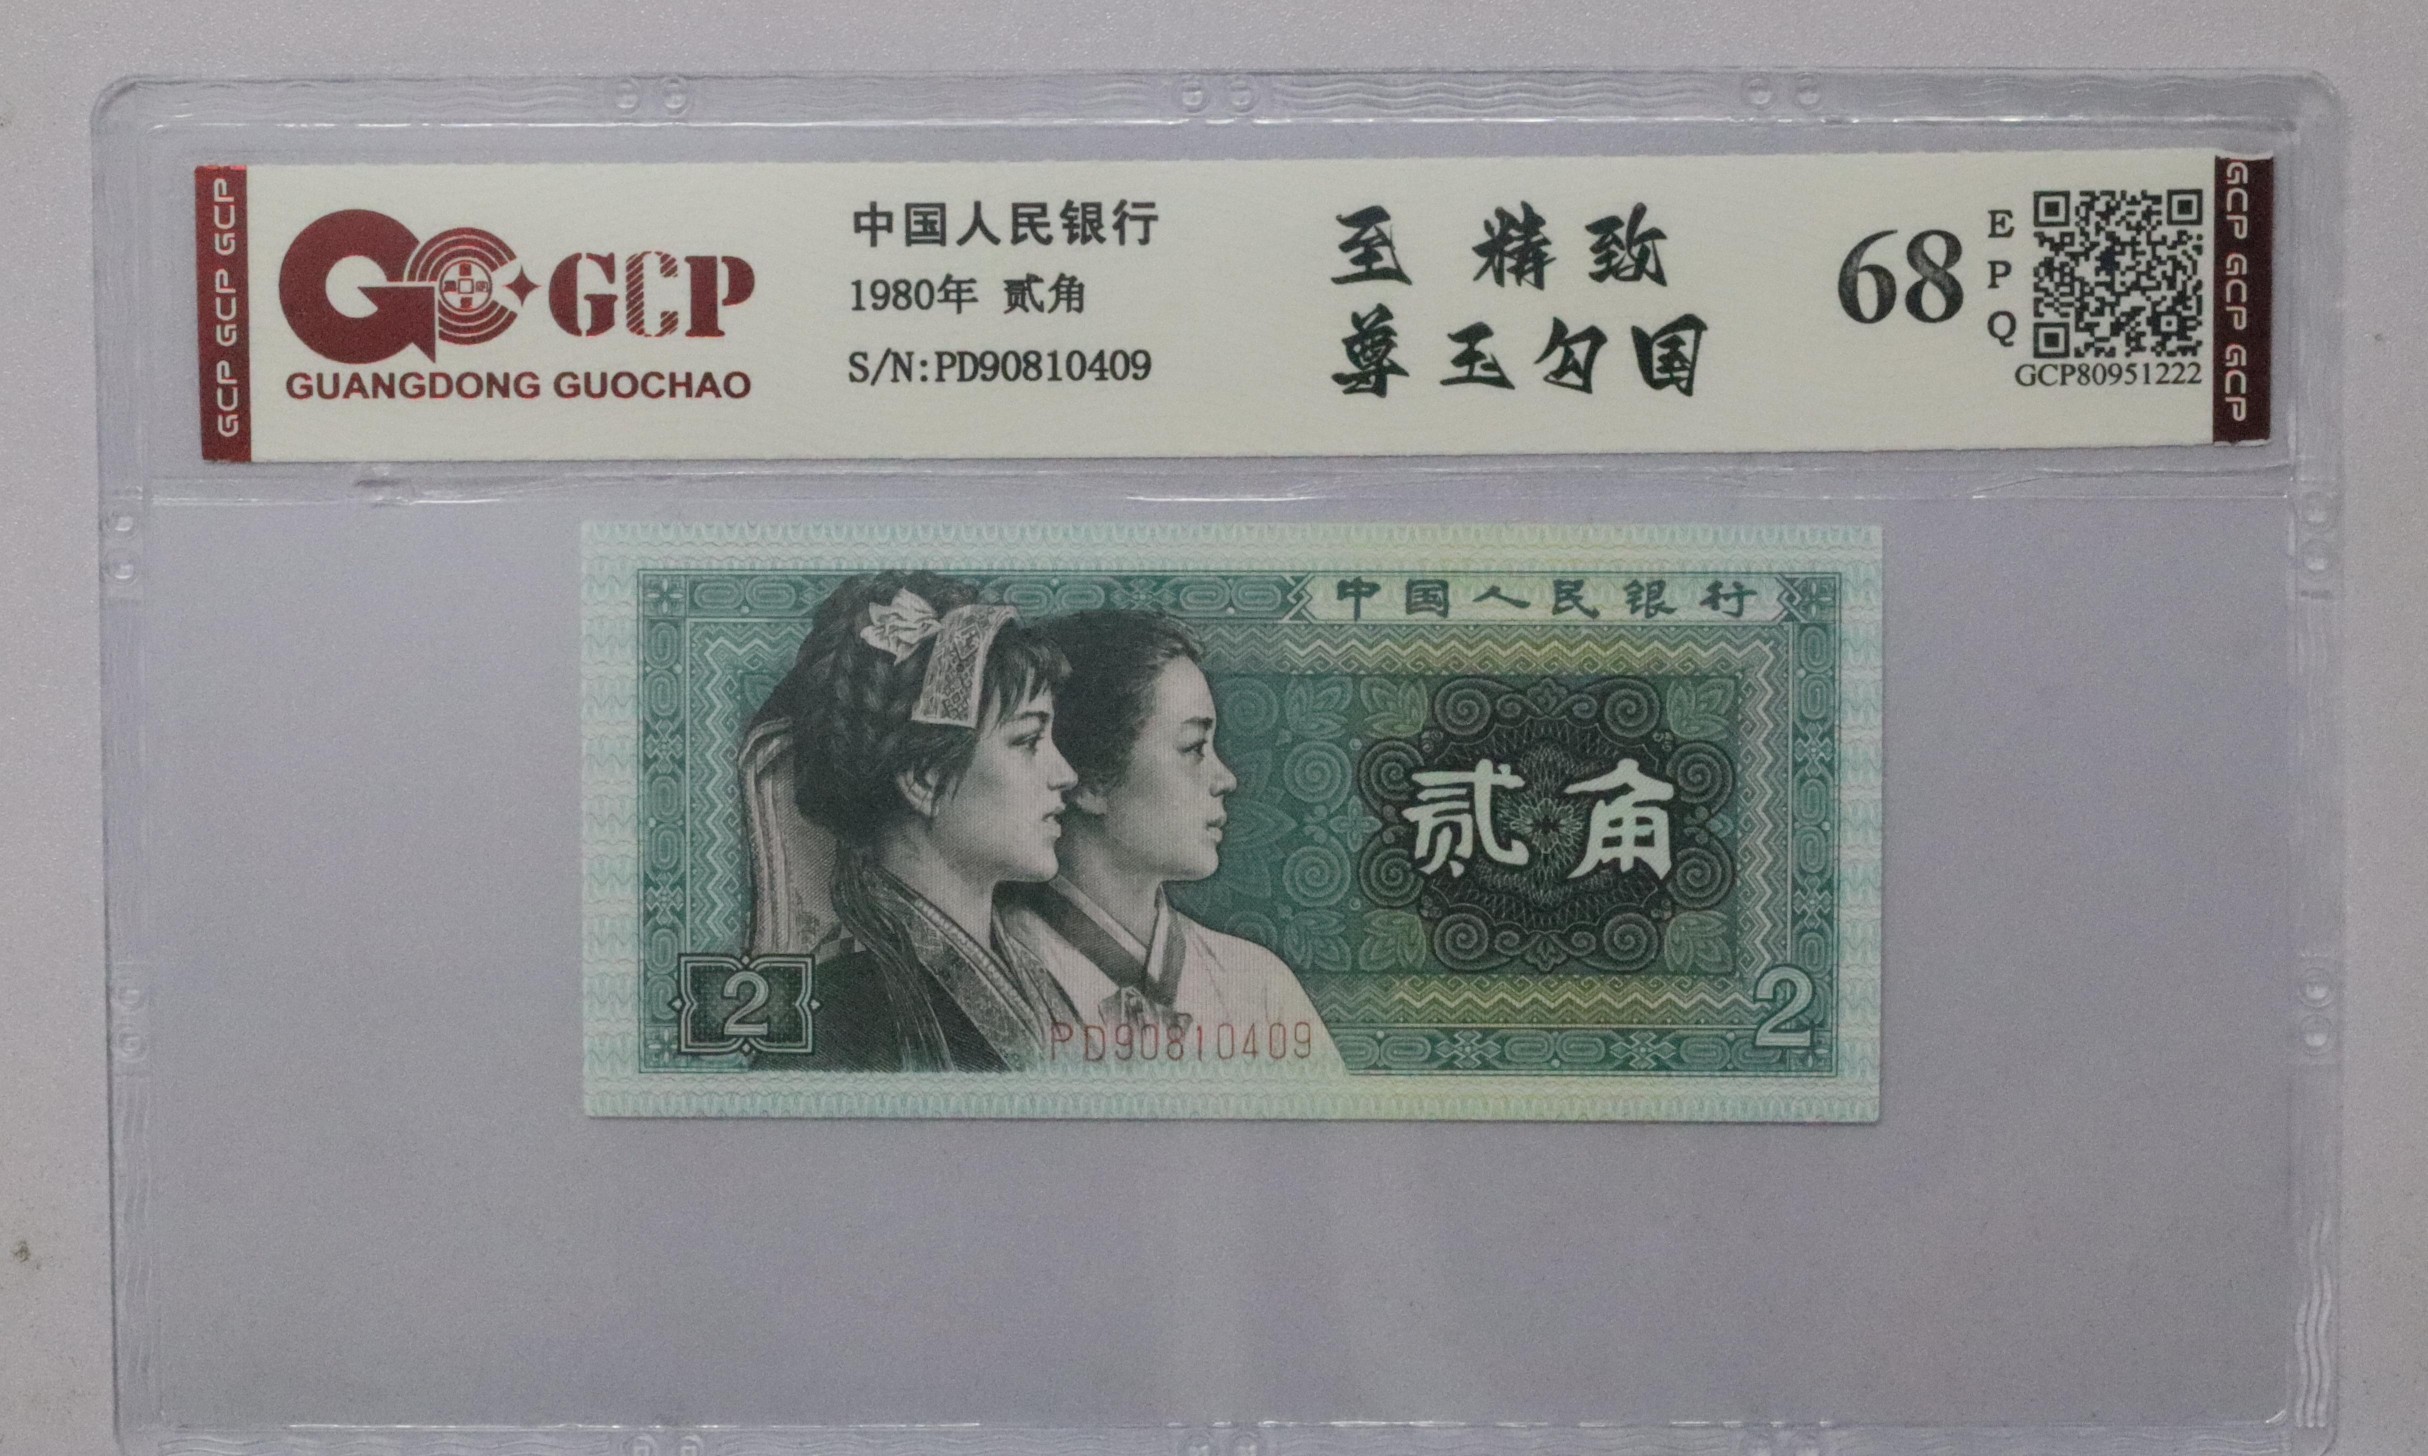 GCP GCP GCP
GCP
GUANGDONG GUOCHAO
中国人民银行
1980年 贰角
S/N:PD90810409
至 精致
尊玉勾国
68
E
P
Q
GCP80951222
GCP GCP GCP
中国人民银行
贰角
2
PD90810409
2